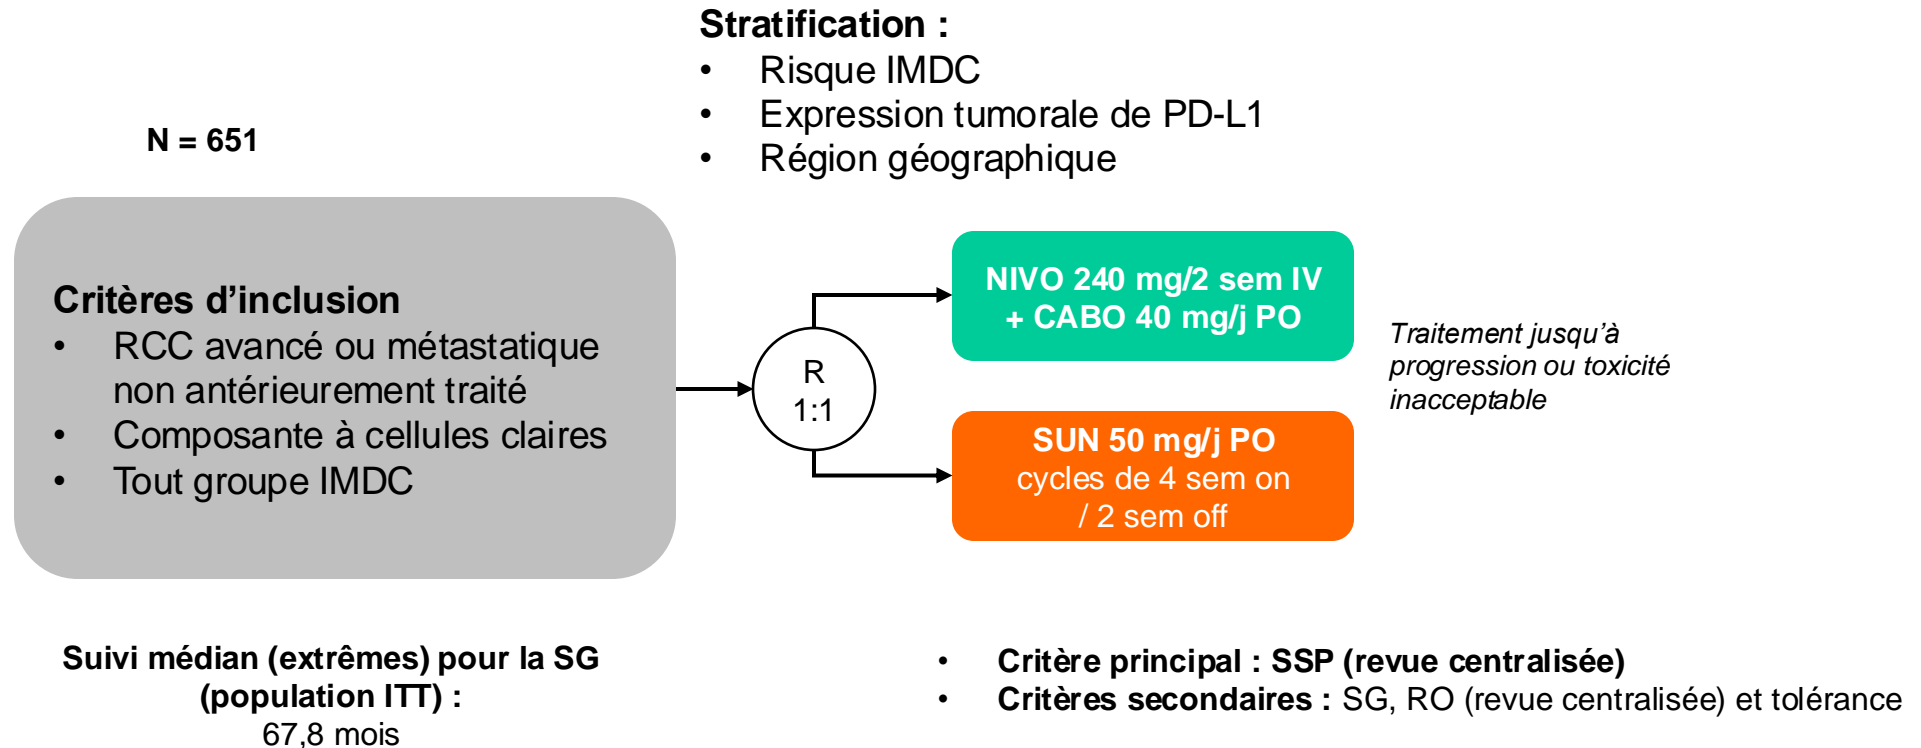 Stratification :
• Risque IMDC
• Expression tumorale de PD-L1
• Région géographique
N = 651
Critères d’inclusion
• RCC avancé ou métastatique
non antérieurement traité
• Composante à cellules claires
• Tout groupe IMDC
R
1:1
NIVO 240 mg/2 sem IV
+ CABO 40 mg/j PO
SUN 50 mg/j PO
cycles de 4 sem on
/ 2 sem off
Traitement jusqu’à
progression ou toxicité
inacceptable
Suivi médian (extrêmes) pour la SG
(population ITT) :
67,8 mois
• Critère principal : SSP (revue centralisée)
• Critères secondaires : SG, RO (revue centralisée) et tolérance